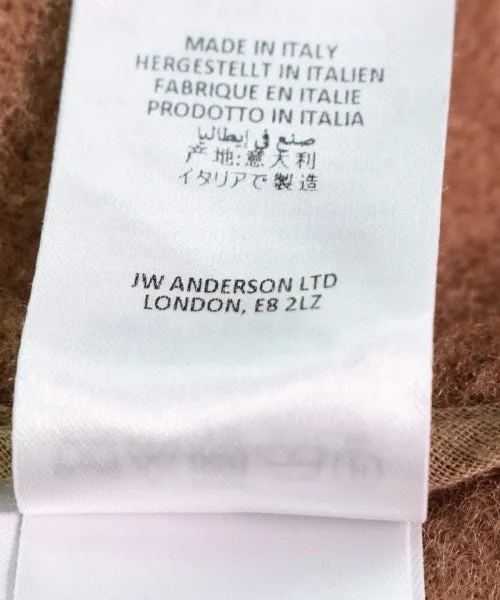 MADE IN ITALY
HERGESTELLT IN ITALIEN
FABRIQUE EN ITALIE
PRODOTTO IN ITALIA
صنع في إيطاليا
产地:意大利
イタリアで製造
JW ANDERSON LTD
LONDON, E8 2LZ